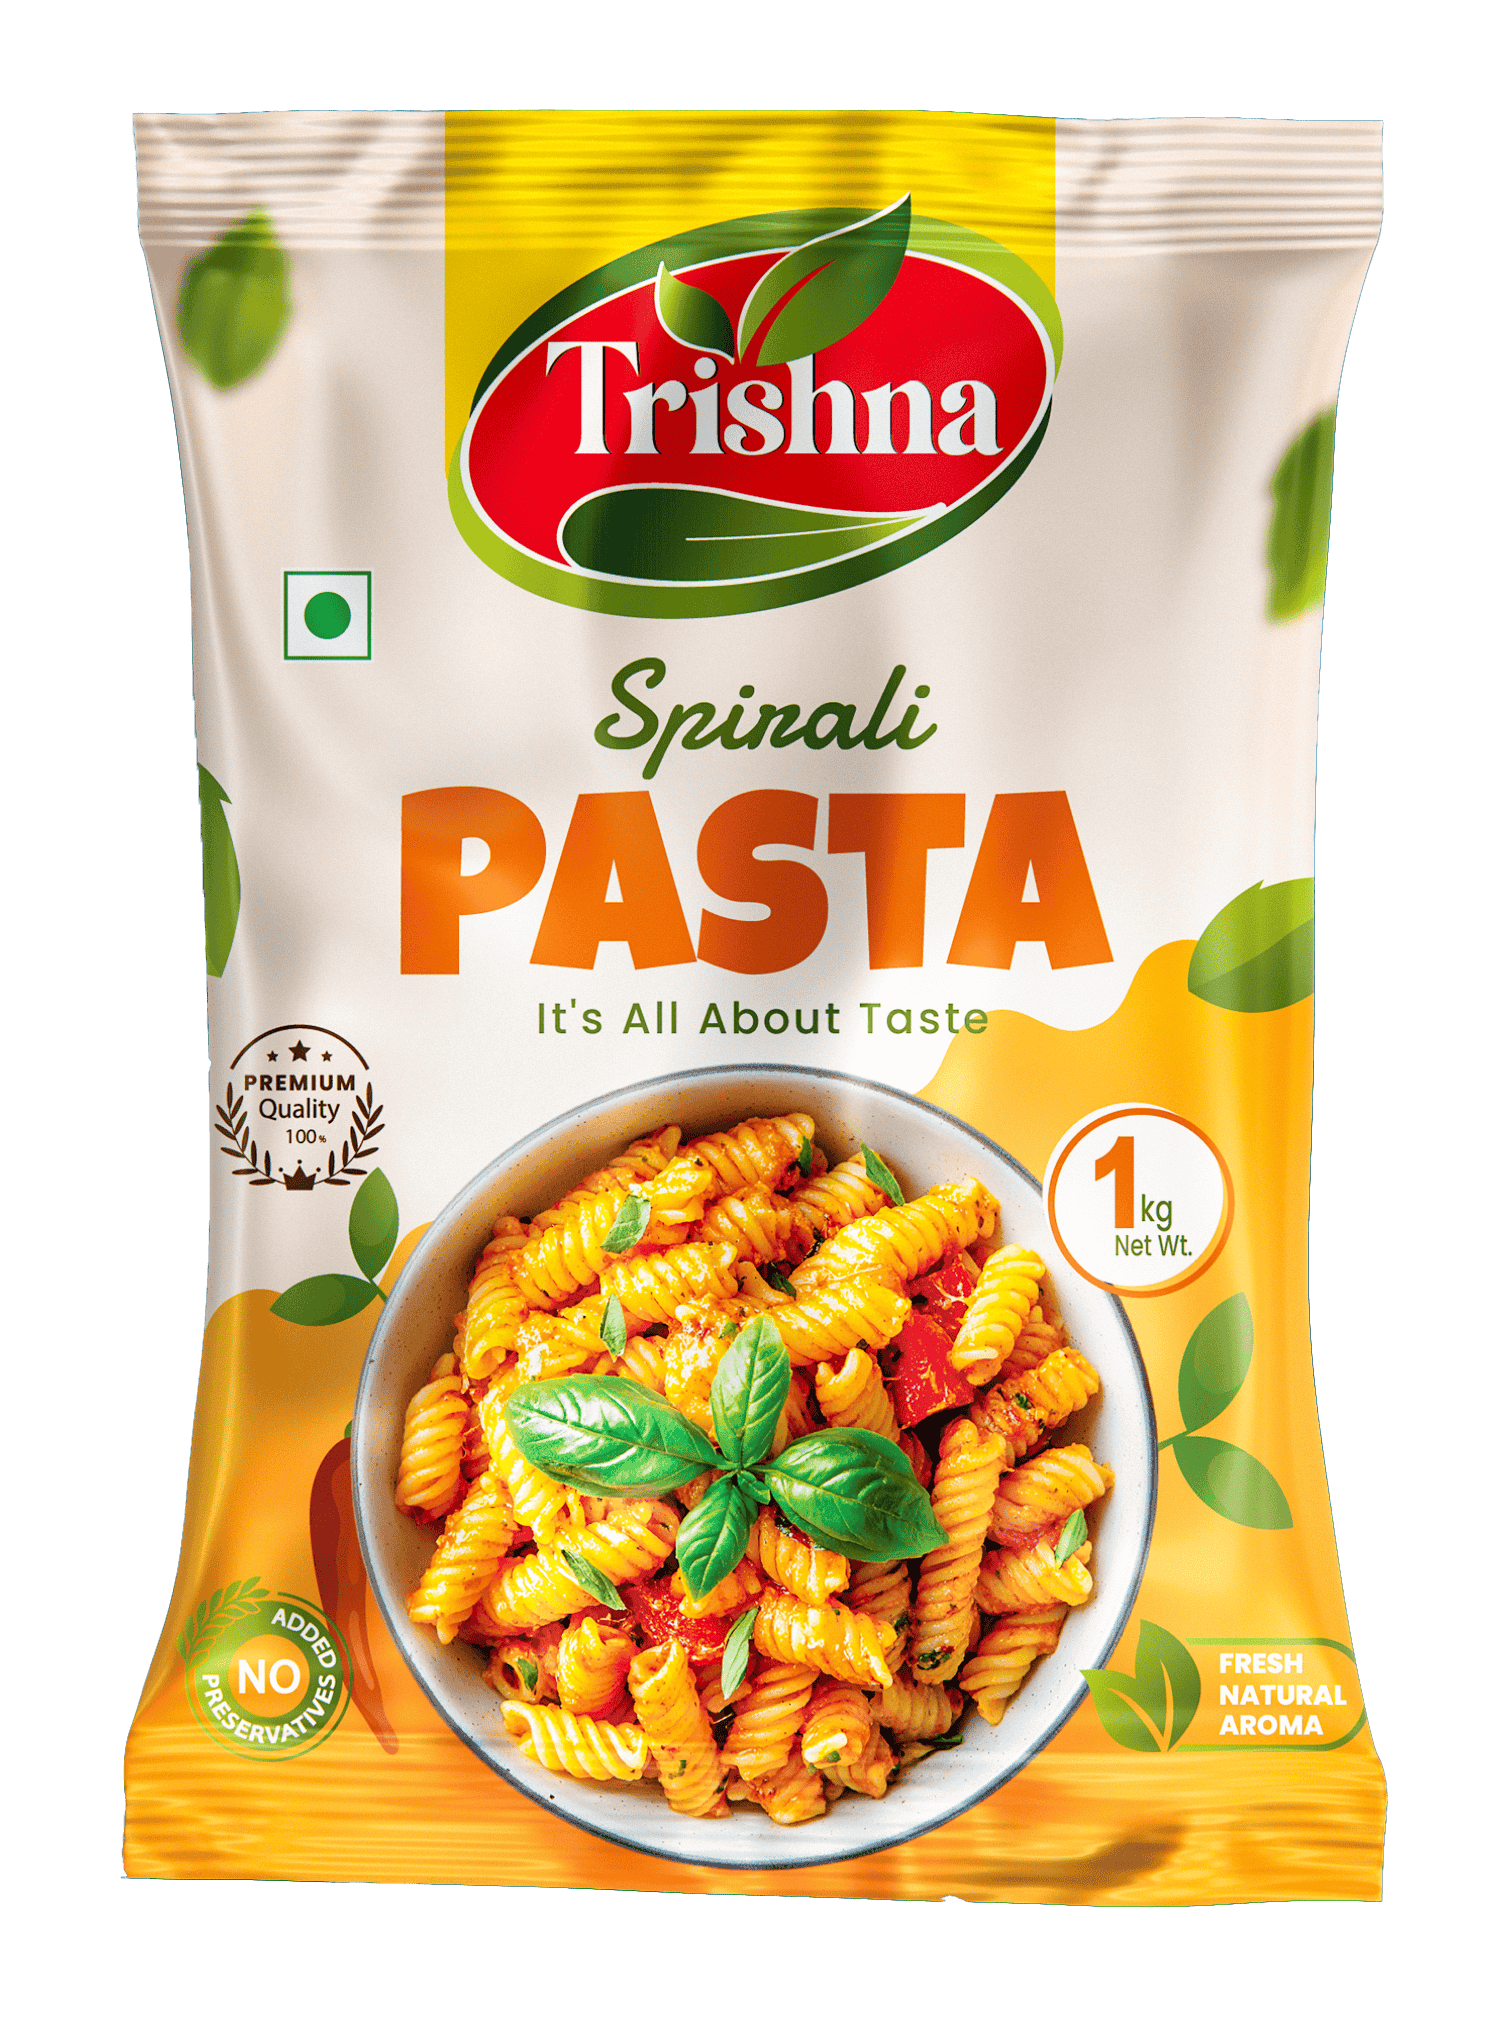 Trishna
Spirali
PASTA
It's All About Taste
PREMIUM
Quality
100%
1kg
Net Wt.
NO
ADDED
PRESERVATIVES
FRESH
NATURAL
AROMA